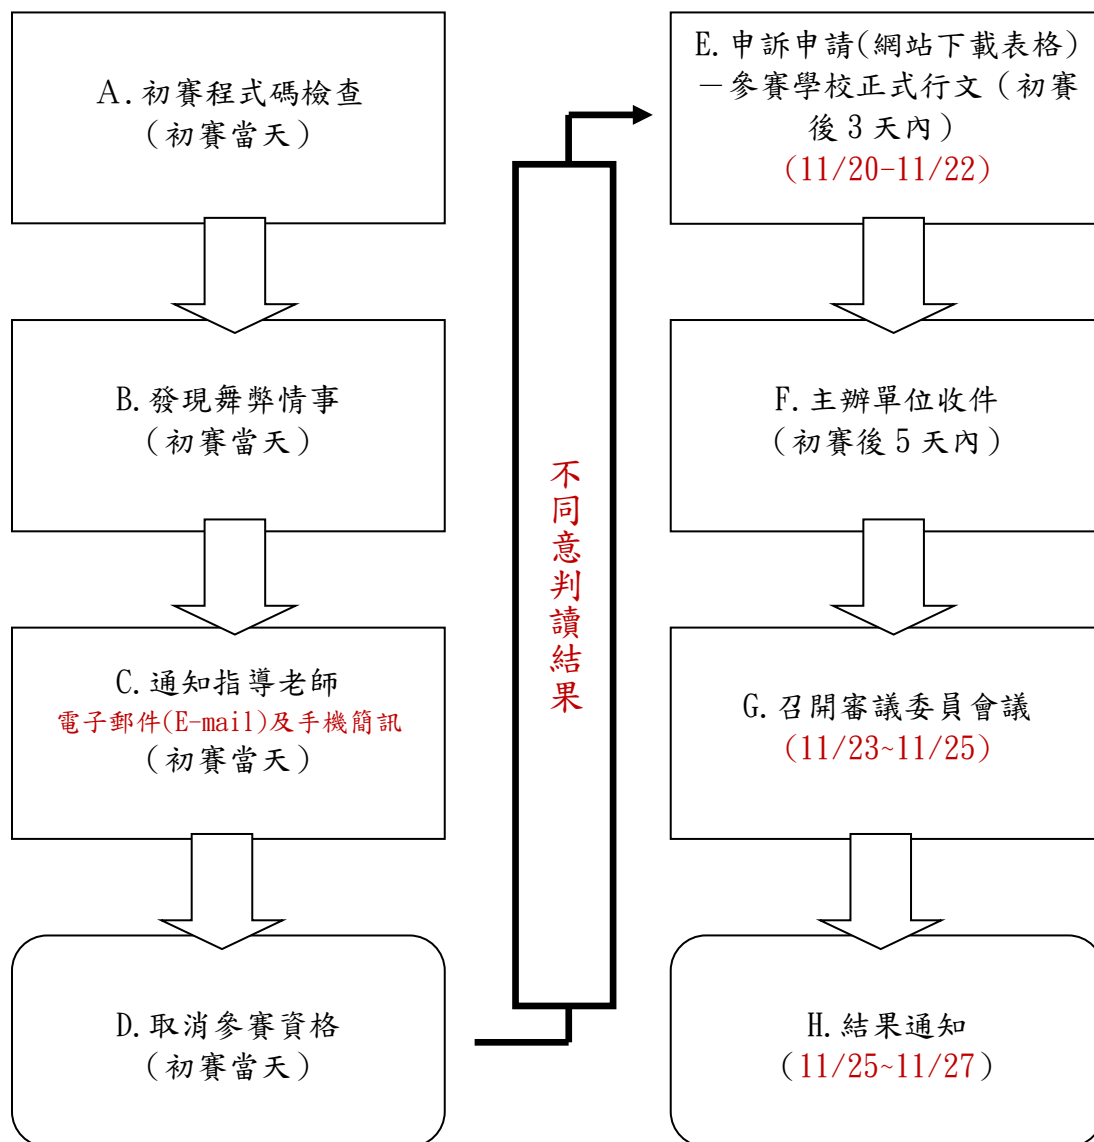 A.初賽程式碼檢查
（初賽當天）
B.發現舞弊情事
（初賽當天）
C.通知指導老師
電子郵件(E-mail)及手機簡訊
（初賽當天）
D.取消參賽資格
（初賽當天）
不同意判讀結果
E.申訴申請(網站下載表格)
－參賽學校正式行文（初賽
後 3 天內）
(11/20-11/22)
F.主辦單位收件
（初賽後 5 天內）
G.召開審議委員會議
(11/23~11/25)
H.結果通知
（11/25~11/27）